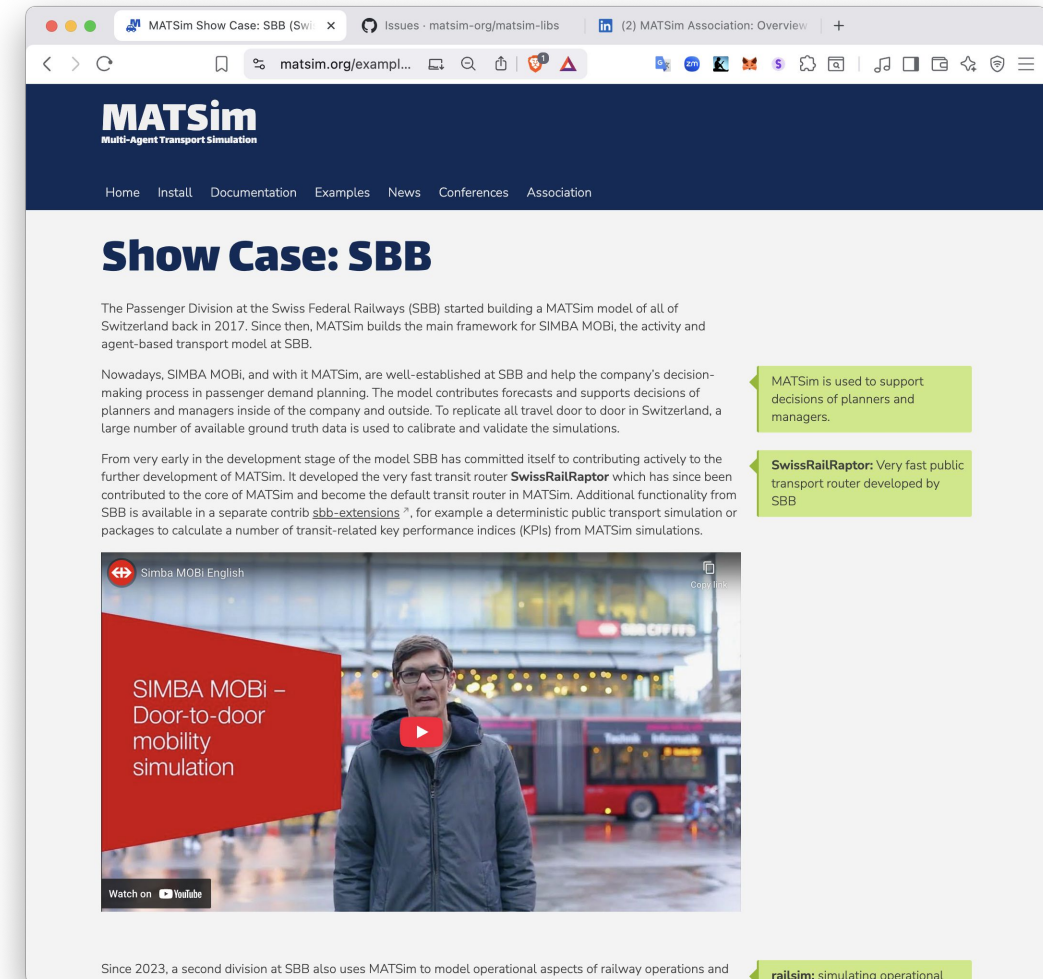 MATSim Show Case: SBB (Swi
Issues · matsim-org/matsim-libs
(2) MATSim Association: Overview
matsim.org/exampl...
MATSim
Multi-Agent Transport Simulation
Home Install Documentation Examples News Conferences Association
Show Case: SBB
The Passenger Division at the Swiss Federal Railways (SBB) started building a MATSim model of all of
Switzerland back in 2017. Since then, MATSim builds the main framework for SIMBA MOBi, the activity and
agent-based transport model at SBB.
Nowadays, SIMBA MOBi, and with it MATSim, are well-established at SBB and help the company's decision-
making process in passenger demand planning. The model contributes forecasts and supports decisions of
planners and managers inside of the company and outside. To replicate all travel door to door in Switzerland, a
large number of available ground truth data is used to calibrate and validate the simulations.
MATSim is used to support
decisions of planners and
managers.
From very early in the development stage of the model SBB has committed itself to contributing actively to the
further development of MATSim. It developed the very fast transit router SwissRailRaptor which has since been
contributed to the core of MATSim and become the default transit router in MATSim. Additional functionality from
SBB is available in a separate contrib sbb-extensions ↗, for example a deterministic public transport simulation or
packages to calculate a number of transit-related key performance indices (KPIs) from MATSim simulations.
SwissRailRaptor: Very fast public
transport router developed by
SBB
Simba MOBi English
Copy link
SBB CFF FFS
SIMBA MOBi –
Door-to-door
mobility
simulation
Technik Informatik
Watch on YouTube
Since 2023, a second division at SBB also uses MATSim to model operational aspects of railway operations and
railsim: simulating operational